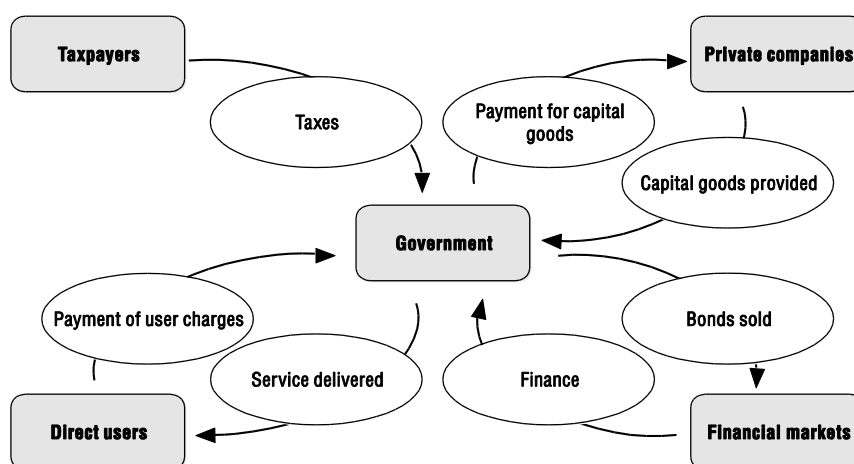 Taxpayers
Private companies
Taxes
Payment for capital
goods
Capital goods provided
Government
Payment of user charges
Bonds sold
Service delivered
Finance
Direct users
Financial markets